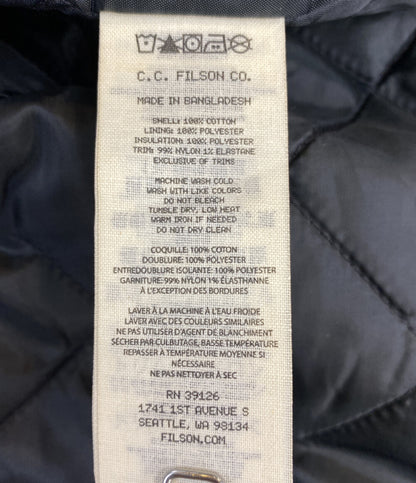 C.C. FILSON CO.
MADE IN BANGLADESH
SHELL: 100% COTTON
LINING: 100% POLYESTER
INSULATION: 100% POLYESTER
TRIM: 99% NYLON 1% ELASTANE
EXCLUSIVE OF TRIMS
MACHINE WASH COLD
WASH WITH LIKE COLORS
DO NOT BLEACH
TUMBLE DRY, LOW HEAT
WARM IRON IF NEEDED
DO NOT DRY CLEAN
COQUILLE: 100% COTON
DOUBLURE: 100% POLYESTER
ENTREDOUBLURE ISOLANTE: 100% POLYESTER
GARNITURE: 99% NYLON 1% ÉLASTHANNE
À L'EXCEPTION DES BORDURES
LAVER À LA MACHINE À L'EAU FROIDE
LAVER AVEC DES COULEURS SIMILAIRES
NE PAS UTILISER D'AGENT DE BLANCHIMENT
SÉCHER PAR CULBUTAGE, BASSE TEMPÉRATURE
REPASSER À TEMPÉRATURE MOYENNE SI
NÉCESSAIRE
NE PAS NETTOYER À SEC
RN 39126
1741 1ST AVENUE S
SEATTLE, WA 98134
FILSON.COM